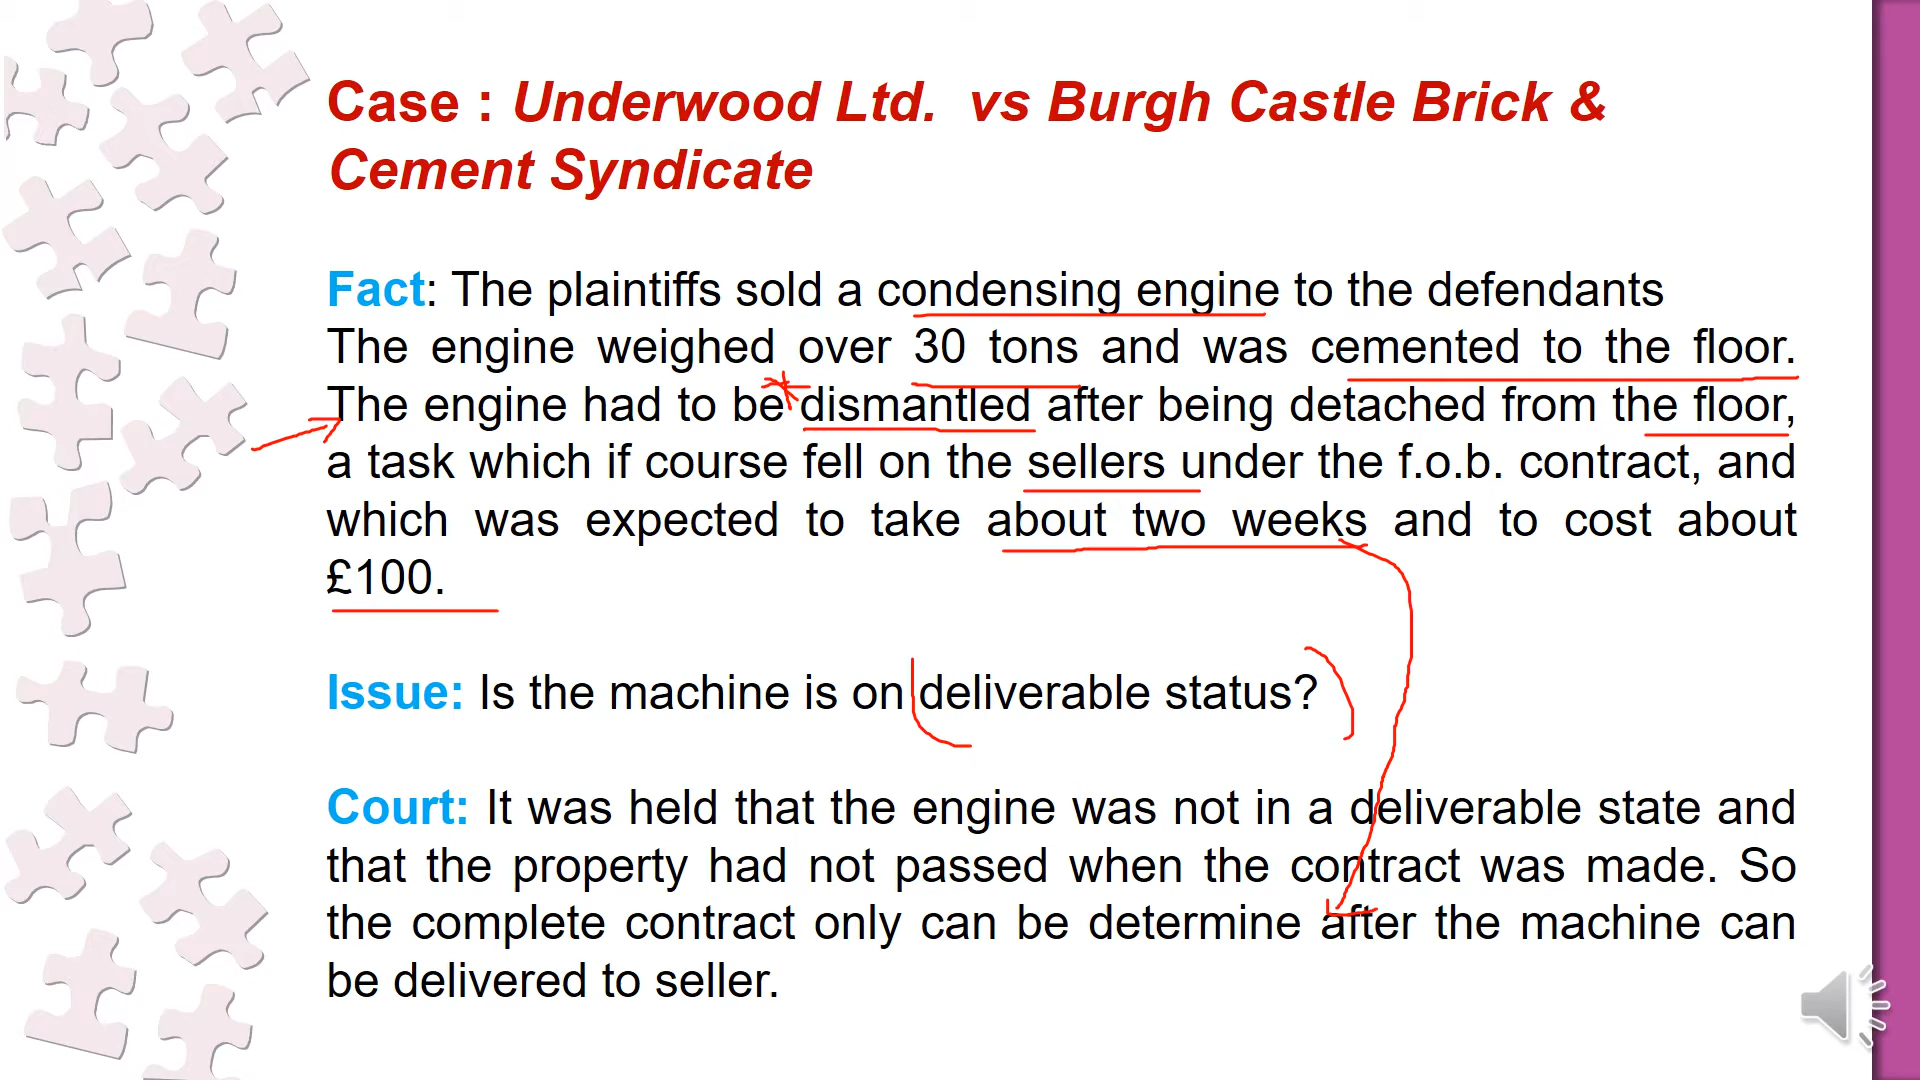 Case : Underwood Ltd. vs Burgh Castle Brick &
Cement Syndicate
Fact: The plaintiffs sold a condensing engine to the defendants
The engine weighed over 30 tons and was cemented to the floor.
The engine had to be dismantled after being detached from the floor,
a task which if course fell on the sellers under the f.o.b. contract, and
which was expected to take about two weeks and to cost about
£100.
Issue: Is the machine is on deliverable status?
Court: It was held that the engine was not in a deliverable state and
that the property had not passed when the contract was made. So
the complete contract only can be determine after the machine can
be delivered to seller.